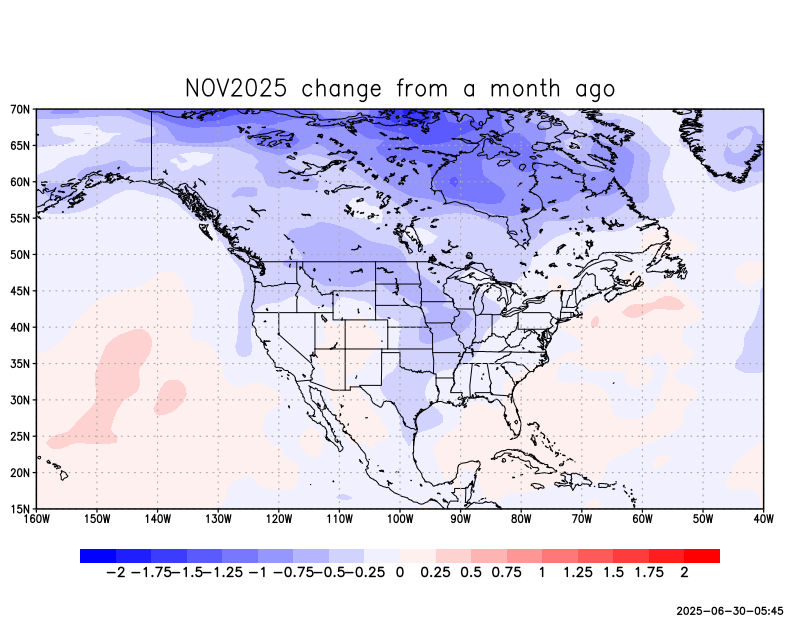 NOV2025 change from a month ago
70N
65N
60N
55N
50N
45N
40N
35N
30N
25N
20N
15N
160W 150W 140W 130W 120W 110W 100W 90W 80W 70W 60W 50W 40W
−2 −1.75 −1.5 −1.25 −1 −0.75 −0.5 −0.25 0 0.25 0.5 0.75 1 1.25 1.5 1.75 2
2025−06−30−05:45